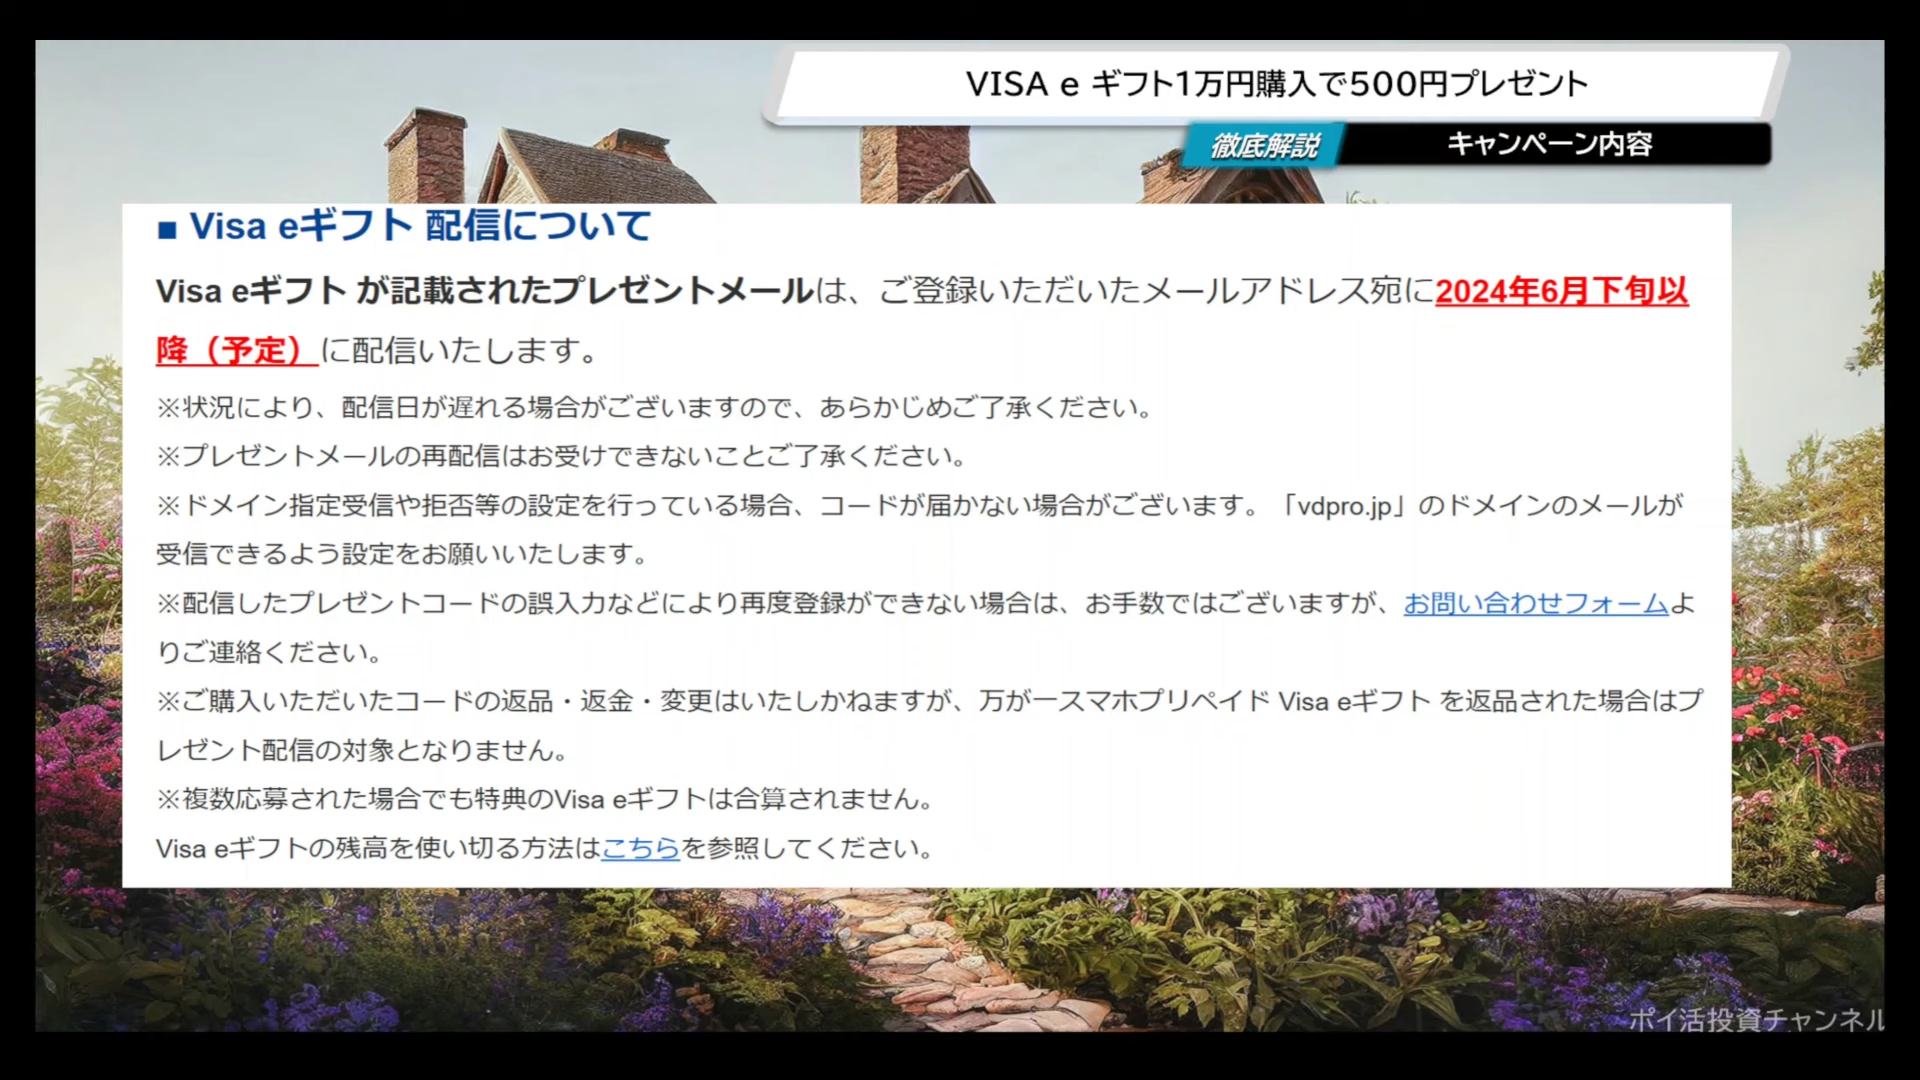 VISA e ギフト1万円購入で500円プレゼント
徹底解説 キャンペーン内容
■ Visa eギフト 配信について
Visa eギフト が記載されたプレゼントメールは、ご登録いただいたメールアドレス宛に2024年6月下旬以
降（予定）に配信いたします。
※状況により、配信日が遅れる場合がございますので、あらかじめご了承ください。
※プレゼントメールの再配信はお受けできないことご了承ください。
※ドメイン指定受信や拒否等の設定を行っている場合、コードが届かない場合がございます。「vdpro.jp」のドメインのメールが
受信できるよう設定をお願いいたします。
※配信したプレゼントコードの誤入力などにより再度登録ができない場合は、お手数ではございますが、お問い合わせフォームよ
りご連絡ください。
※ご購入いただいたコードの返品・返金・変更はいたしかねますが、万が一スマホプリペイド Visa eギフト を返品された場合はプ
レゼント配信の対象となりません。
※複数応募された場合でも特典のVisa eギフトは合算されません。
Visa eギフトの残高を使い切る方法はこちらを参照してください。
ポイ活投資チャンネル